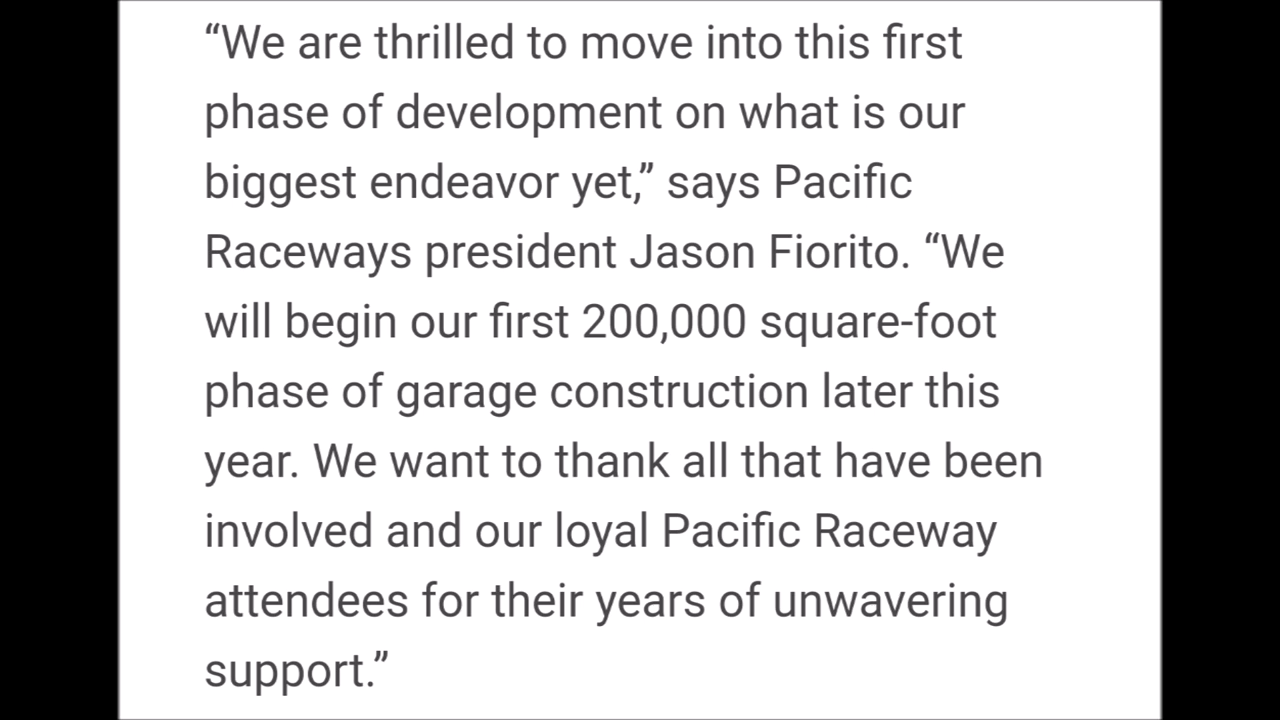 “We are thrilled to move into this first
phase of development on what is our
biggest endeavor yet,” says Pacific
Raceways president Jason Fiorito. “We
will begin our first 200,000 square-foot
phase of garage construction later this
year. We want to thank all that have been
involved and our loyal Pacific Raceway
attendees for their years of unwavering
support.”